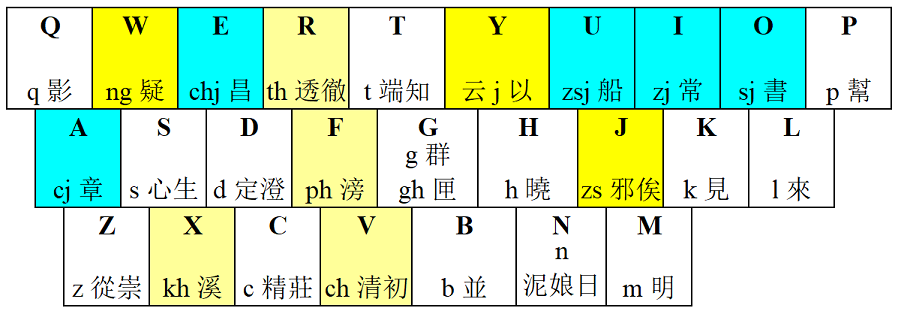 Q W E R T Y U I O P
q 影 ng 疑 chj 昌 th 透徹 t 端知 云 j 以 zsj 船 zj 常 sj 書 p 幫
A S D F G H J K L
g 群
cj 章 s 心生 d 定澄 ph 滂 gh 匣 h 曉 zs 邪俟 k 見 l 來
Z X C V B N M
n
z 從崇 kh 溪 c 精莊 ch 清初 b 並 泥娘日 m 明